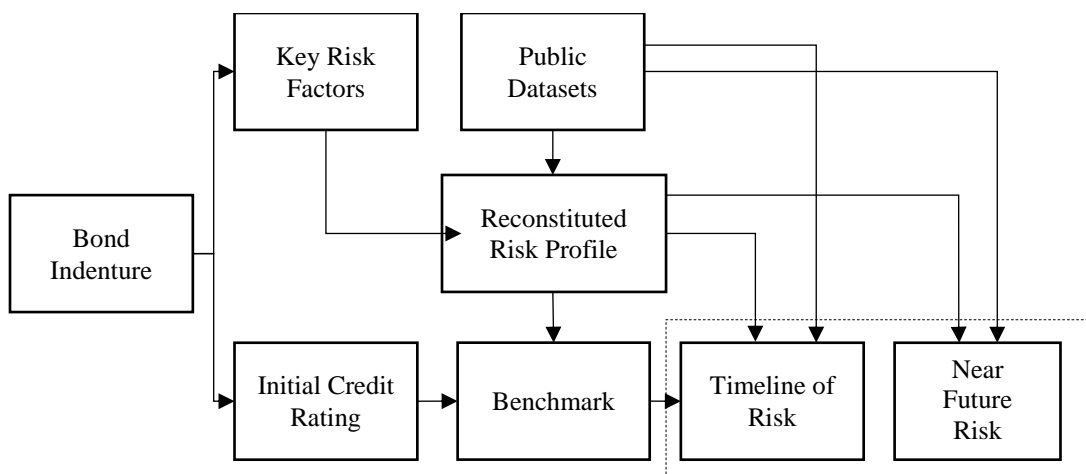 Key Risk
Factors
Public
Datasets
Bond
Indenture
Reconstituted
Risk Profile
Initial Credit
Rating
Benchmark
Timeline of
Risk
Near
Future
Risk